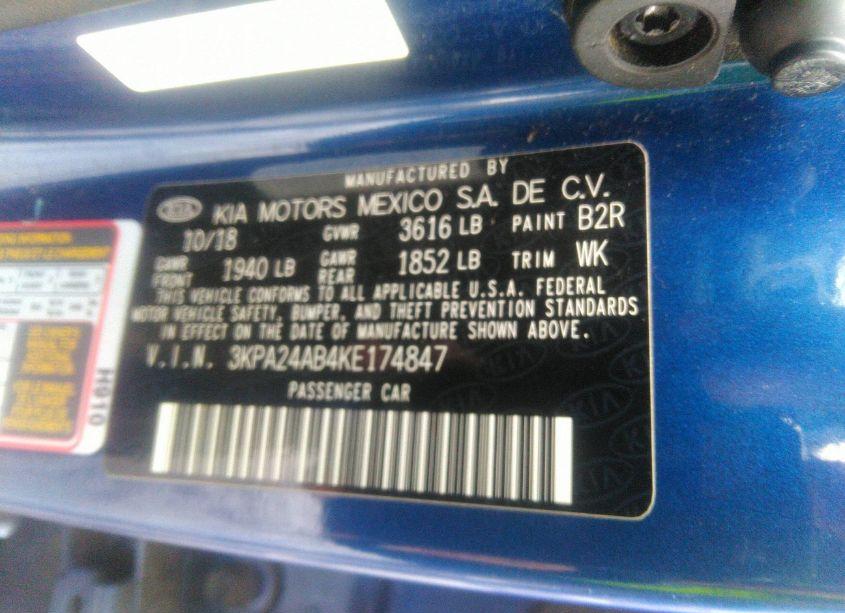 MANUFACTURED BY
KIA KIA MOTORS MEXICO S.A. DE C.V.
10/18 GVWR 3616 LB PAINT B2R
GAWR FRONT 1940 LB GAWR REAR 1852 LB TRIM WK
THIS VEHICLE CONFORMS TO ALL APPLICABLE U.S.A. FEDERAL
MOTOR VEHICLE SAFETY, BUMPER, AND THEFT PREVENTION STANDARDS
IN EFFECT ON THE DATE OF MANUFACTURE SHOWN ABOVE.
V.I.N. 3KPA24AB4KE174847
PASSENGER CAR
H910